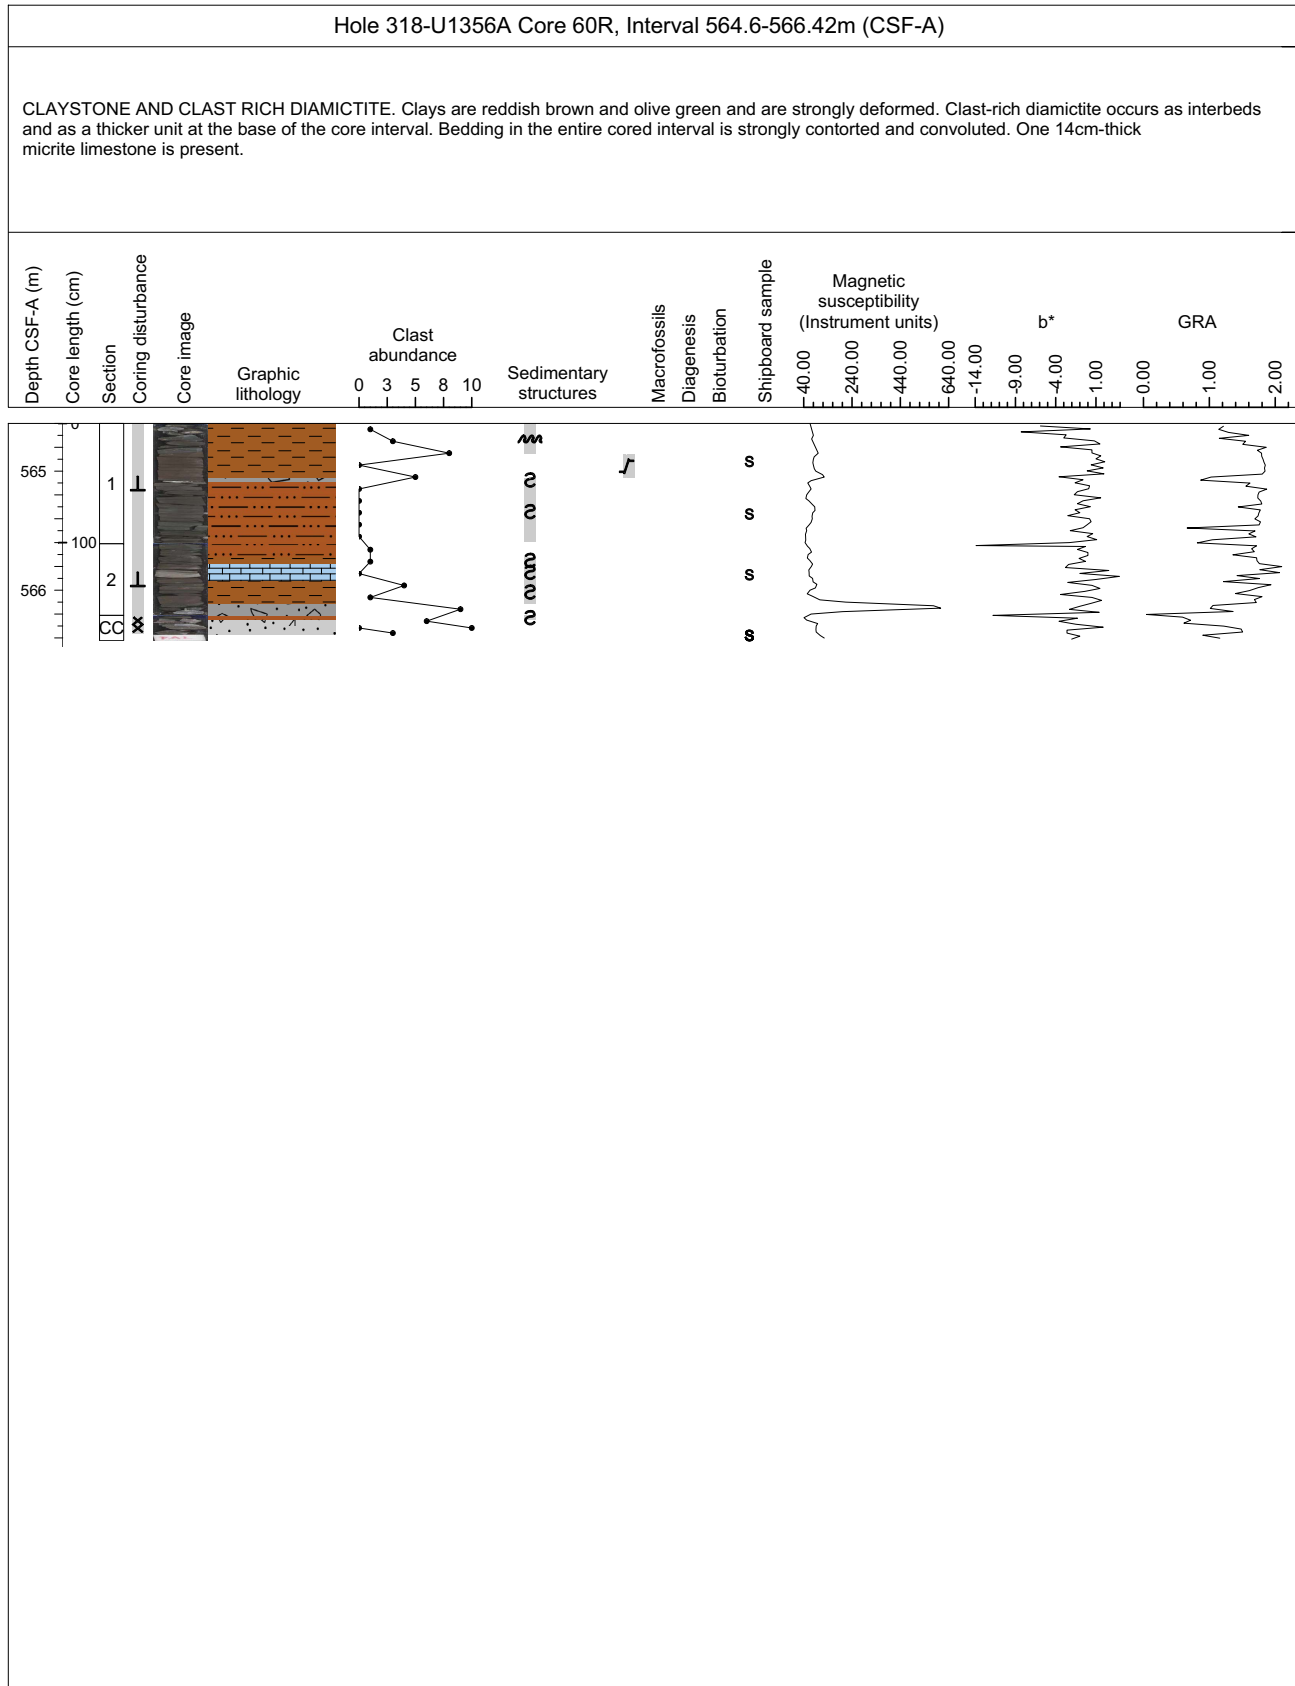 Hole 318-U1356A Core 60R, Interval 564.6-566.42m (CSF-A)
CLAYSTONE AND CLAST RICH DIAMICTITE. Clays are reddish brown and olive green and are strongly deformed. Clast-rich diamictite occurs as interbeds
and as a thicker unit at the base of the core interval. Bedding in the entire cored interval is strongly contorted and convoluted. One 14cm-thick
micrite limestone is present.
Depth CSF-A (m)
Core length (cm)
Section
Coring disturbance
Core image
Graphic
lithology
Clast
abundance
0 3 5 8 10
Sedimentary
structures
Macrofossils
Diagenesis
Bioturbation
Shipboard sample
Magnetic
susceptibility
(Instrument units)
40.00 240.00 440.00 640.00
b*
-14.00 -9.00 -4.00 1.00
GRA
0.00 1.00 2.00
0
565
1
100
566
2
CC
S
S
S
S